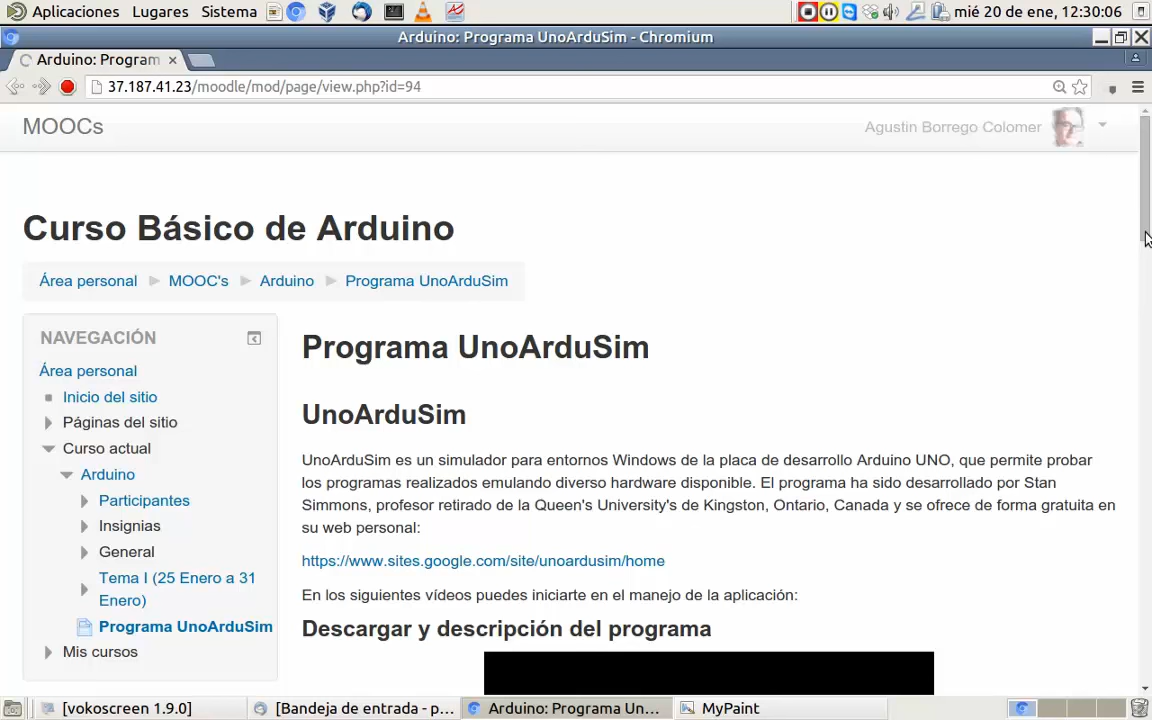 Aplicaciones Lugares Sistema mié 20 de ene, 12:30:06
Arduino: Programa UnoArduSim - Chromium
Arduino: Program
37.187.41.23/moodle/mod/page/view.php?id=94
MOOCs Agustin Borrego Colomer
Curso Básico de Arduino
Área personal MOOC's Arduino Programa UnoArduSim
NAVEGACIÓN
Área personal
Inicio del sitio
Páginas del sitio
Curso actual
Arduino
Participantes
Insignias
General
Tema I (25 Enero a 31
Enero)
Programa UnoArduSim
Mis cursos
Programa UnoArduSim
UnoArduSim
UnoArduSim es un simulador para entornos Windows de la placa de desarrollo Arduino UNO, que permite probar
los programas realizados emulando diverso hardware disponible. El programa ha sido desarrollado por Stan
Simmons, profesor retirado de la Queen's University's de Kingston, Ontario, Canada y se ofrece de forma gratuita en
su web personal:
https://www.sites.google.com/site/unoardusim/home
En los siguientes vídeos puedes iniciarte en el manejo de la aplicación:
Descargar y descripción del programa
[vokoscreen 1.9.0] [Bandeja de entrada - p... Arduino: Programa Un... MyPaint